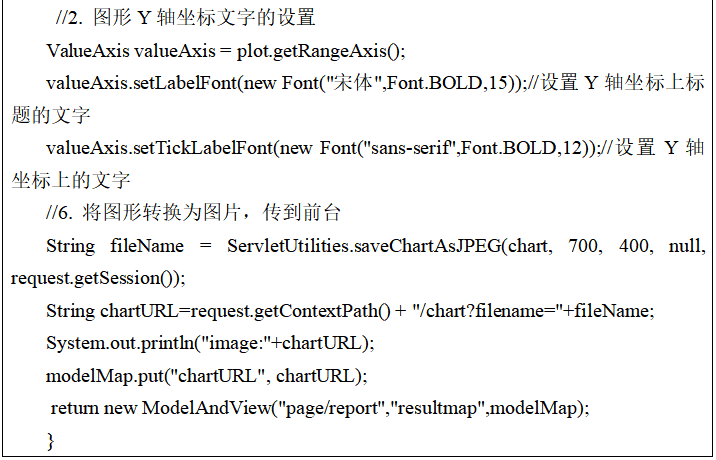 //2. 图形 Y 轴坐标文字的设置
ValueAxis valueAxis = plot.getRangeAxis();
valueAxis.setLabelFont(new Font("宋体",Font.BOLD,15));//设置 Y 轴坐标上标
题的文字
valueAxis.setTickLabelFont(new Font("sans-serif",Font.BOLD,12));//设置 Y 轴
坐标上的文字
//6. 将图形转换为图片，传到前台
String fileName = ServletUtilities.saveChartAsJPEG(chart, 700, 400, null,
request.getSession());
String chartURL=request.getContextPath() + "/chart?filename="+fileName;
System.out.println("image:"+chartURL);
modelMap.put("chartURL", chartURL);
return new ModelAndView("page/report","resultmap",modelMap);
}